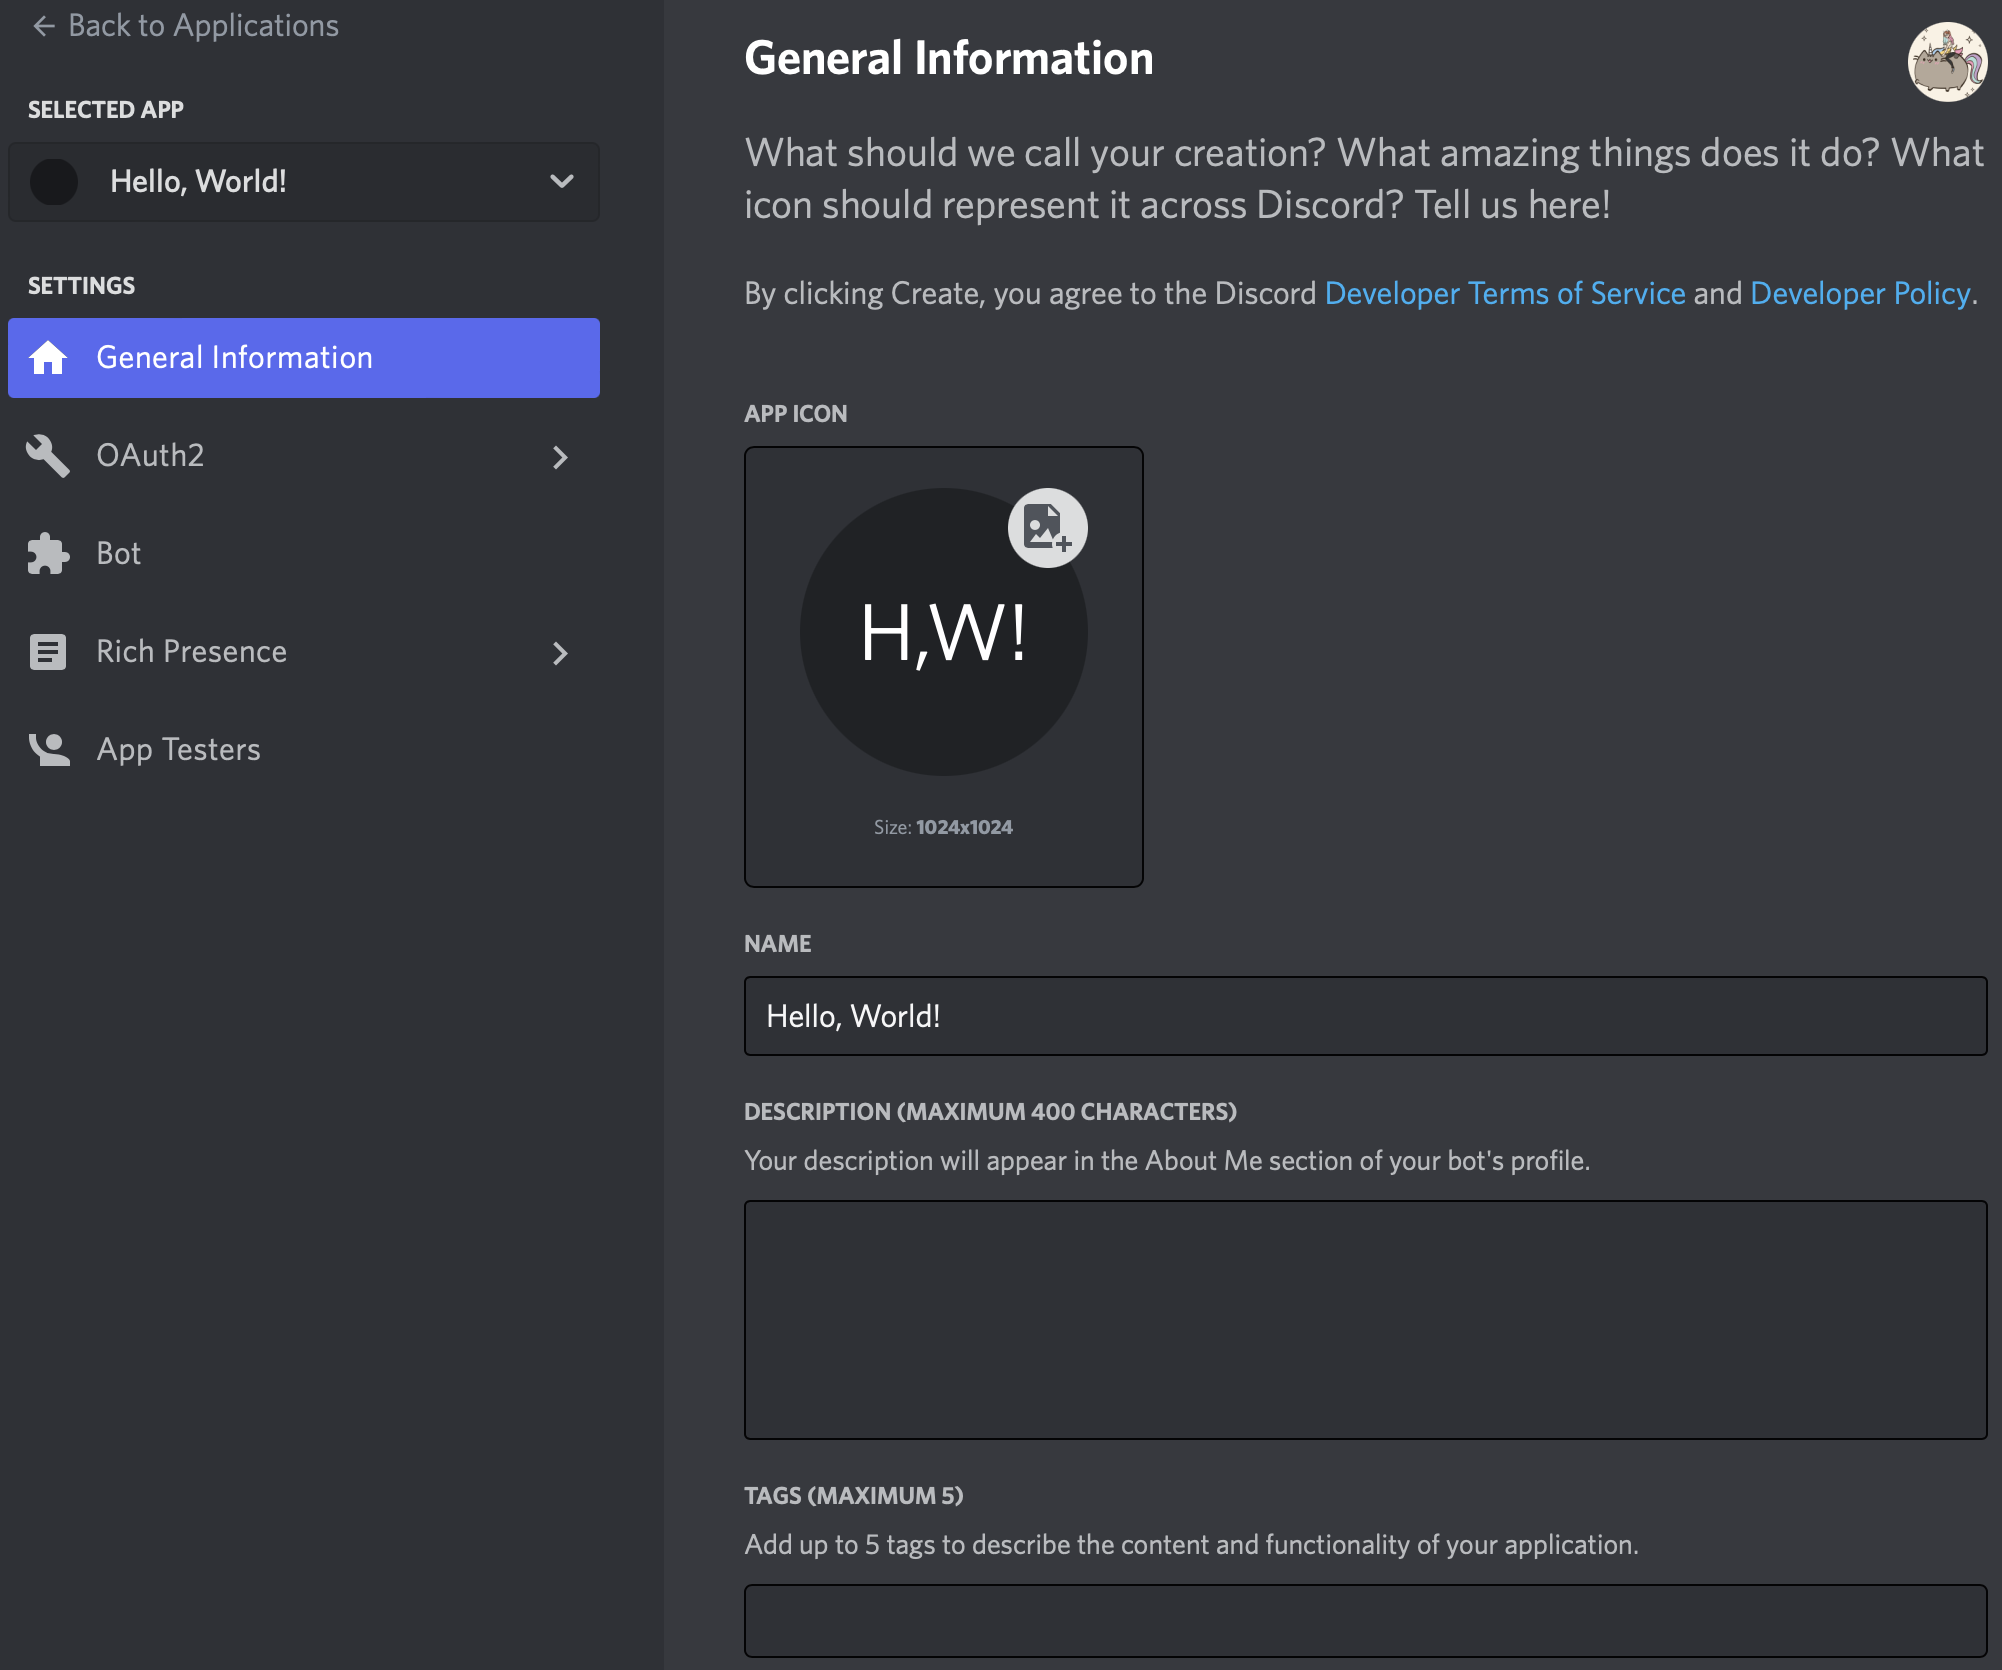 Back to Applications
SELECTED APP
Hello, World!
SETTINGS
General Information
OAuth2
Bot
Rich Presence
App Testers
General Information
What should we call your creation? What amazing things does it do? What
icon should represent it across Discord? Tell us here!
By clicking Create, you agree to the Discord Developer Terms of Service and Developer Policy.
APP ICON
H,W!
Size: 1024x1024
NAME
Hello, World!
DESCRIPTION (MAXIMUM 400 CHARACTERS)
Your description will appear in the About Me section of your bot's profile.
TAGS (MAXIMUM 5)
Add up to 5 tags to describe the content and functionality of your application.